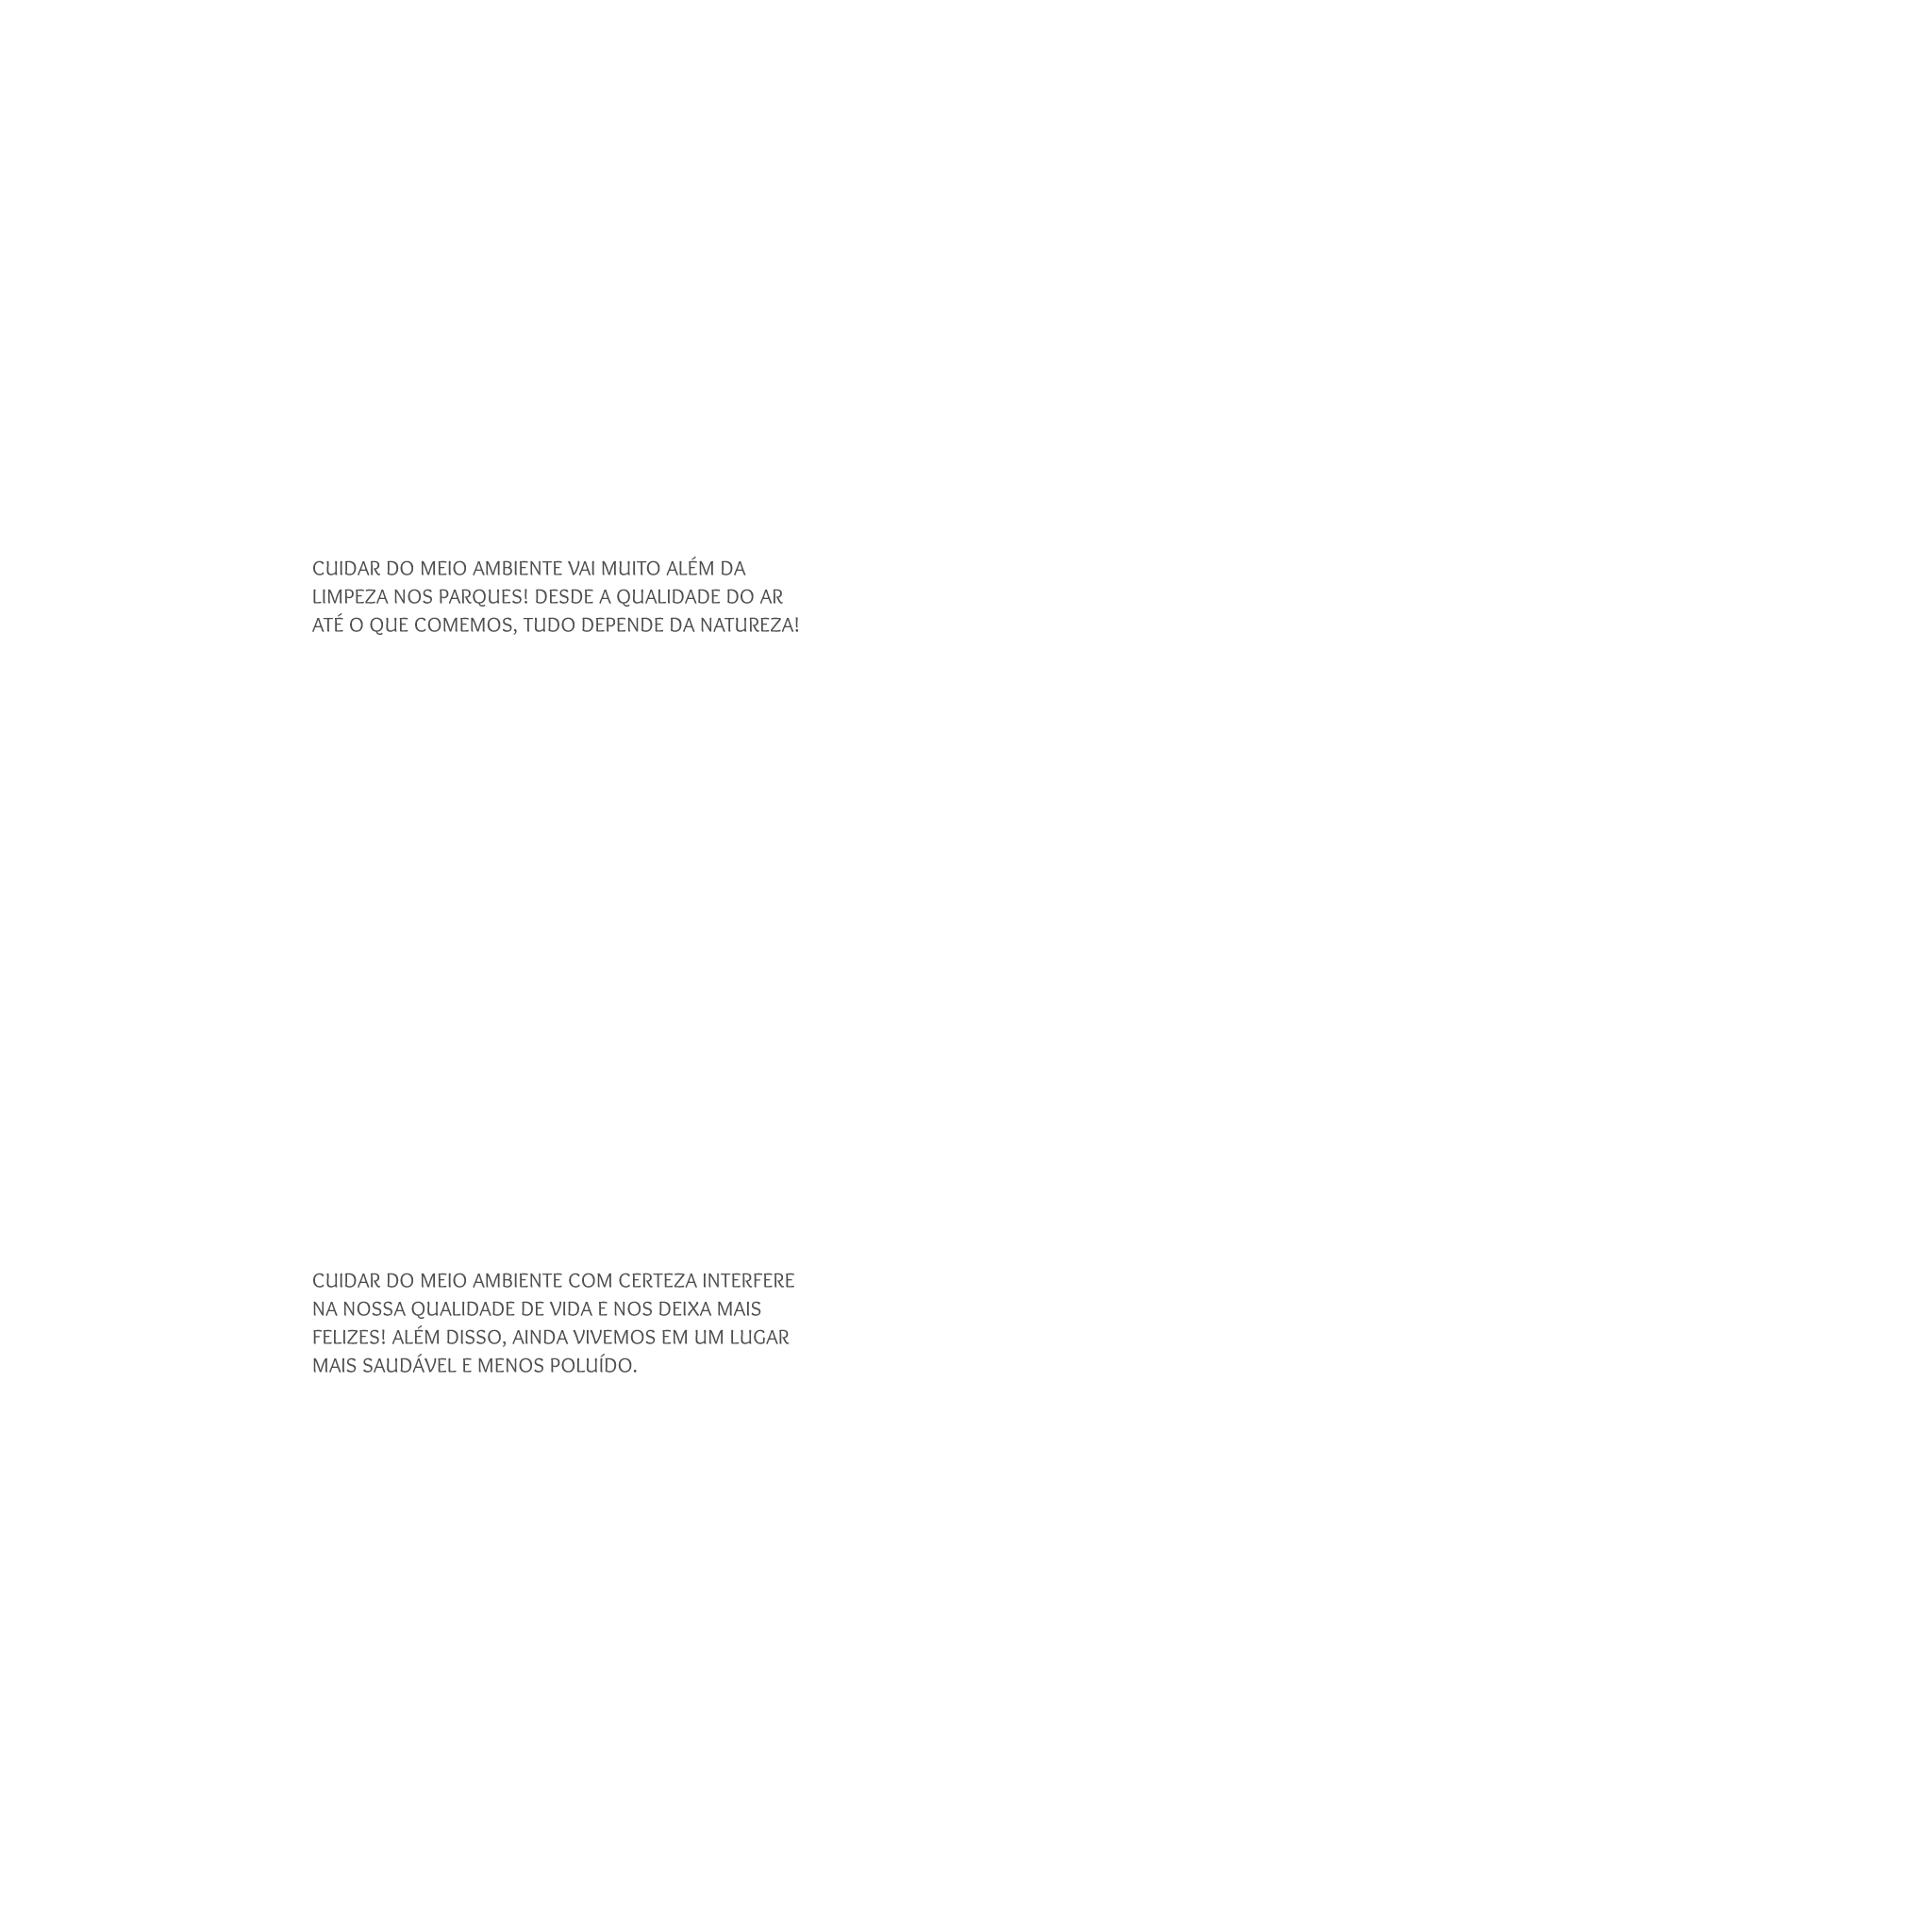 CUIDAR DO MEIO AMBIENTE VAI MUITO ALÉM DA
LIMPEZA NOS PARQUES! DESDE A QUALIDADE DO AR
ATÉ O QUE COMEMOS, TUDO DEPENDE DA NATUREZA!
CUIDAR DO MEIO AMBIENTE COM CERTEZA INTERFERE
NA NOSSA QUALIDADE DE VIDA E NOS DEIXA MAIS
FELIZES! ALÉM DISSO, AINDA VIVEMOS EM UM LUGAR
MAIS SAUDÁVEL E MENOS POLUÍDO.